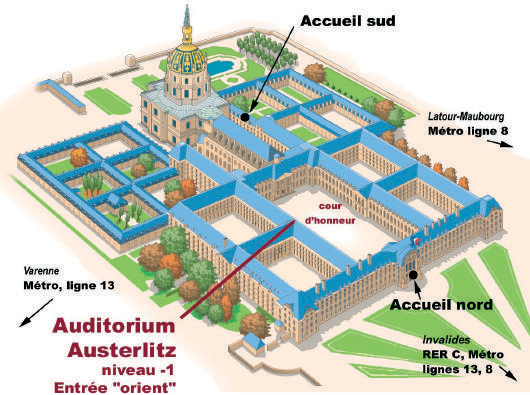 Accueil sud
Latour-Maubourg
Métro ligne 8
cour
d'honneur
Varenne
Métro, ligne 13
Accueil nord
Auditorium
Austerlitz
niveau -1
Entrée "orient"
Invalides
RER C, Métro
lignes 13, 8